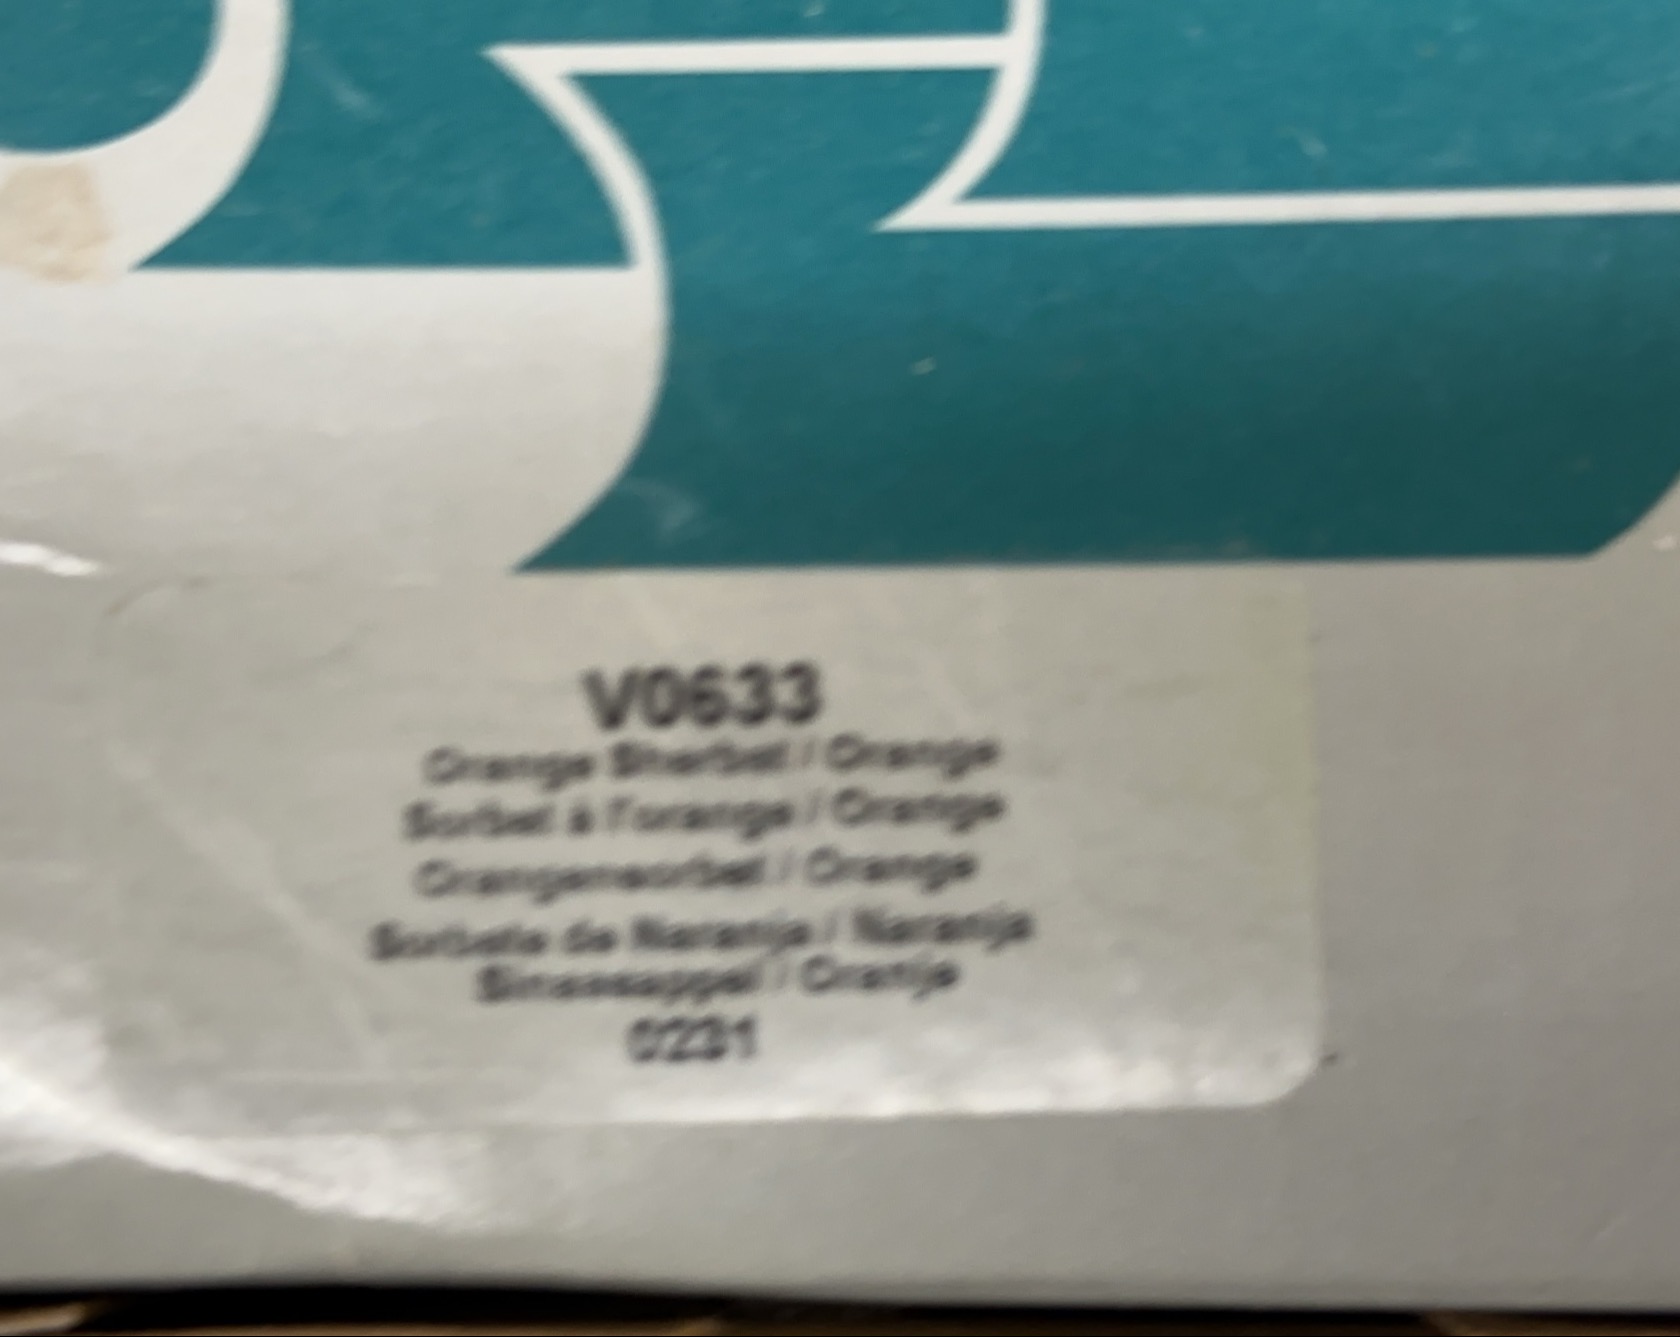 V0633
Orange Sherbet / Orange
Sorbet à l'orange / Orange
Orangensorbet / Orange
Sorbete de Naranja / Naranja
Sinaasappel / Oranje
0231